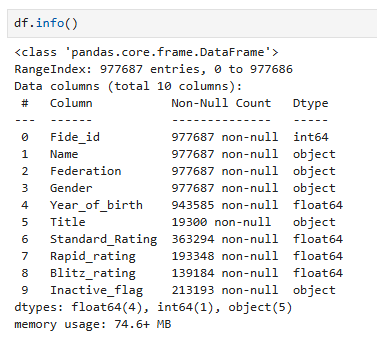 df.info()
<class 'pandas.core.frame.DataFrame'>
RangeIndex: 977687 entries, 0 to 977686
Data columns (total 10 columns):
 #   Column           Non-Null Count   Dtype
---  ------           --------------   -----
 0   Fide_id          977687 non-null  int64
 1   Name             977687 non-null  object
 2   Federation       977687 non-null  object
 3   Gender           977687 non-null  object
 4   Year_of_birth    943585 non-null  float64
 5   Title            19300 non-null   object
 6   Standard_Rating  363294 non-null  float64
 7   Rapid_rating     193348 non-null  float64
 8   Blitz_rating     139184 non-null  float64
 9   Inactive_flag    213193 non-null  object
dtypes: float64(4), int64(1), object(5)
memory usage: 74.6+ MB